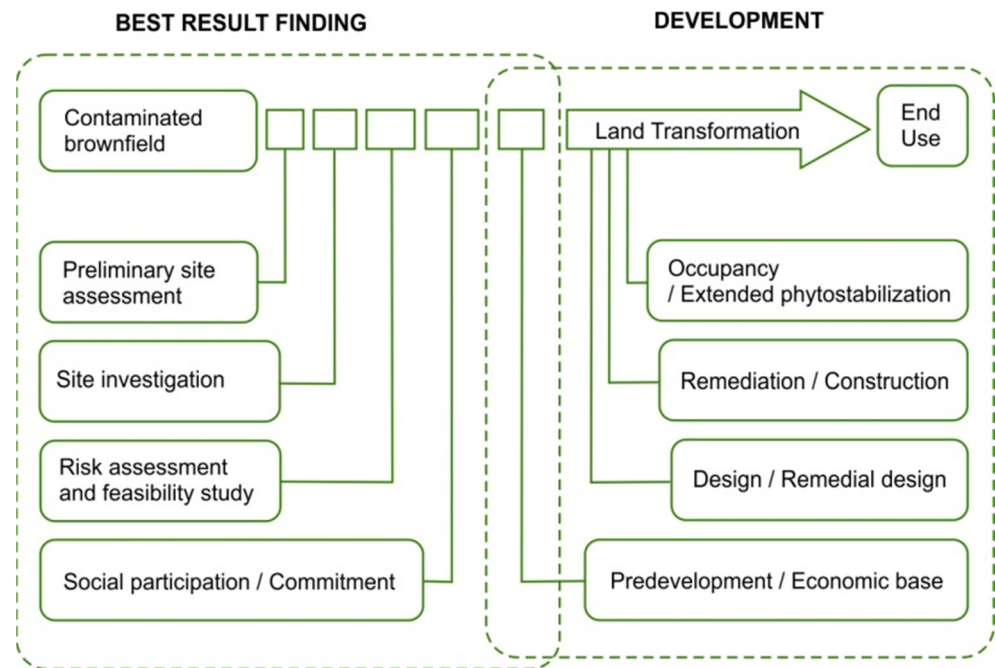 BEST RESULT FINDING
DEVELOPMENT
Contaminated
brownfield
Land Transformation
End
Use
Preliminary site
assessment
Occupancy
/ Extended phytostabilization
Site investigation
Remediation / Construction
Risk assessment
and feasibility study
Design / Remedial design
Social participation / Commitment
Predevelopment / Economic base